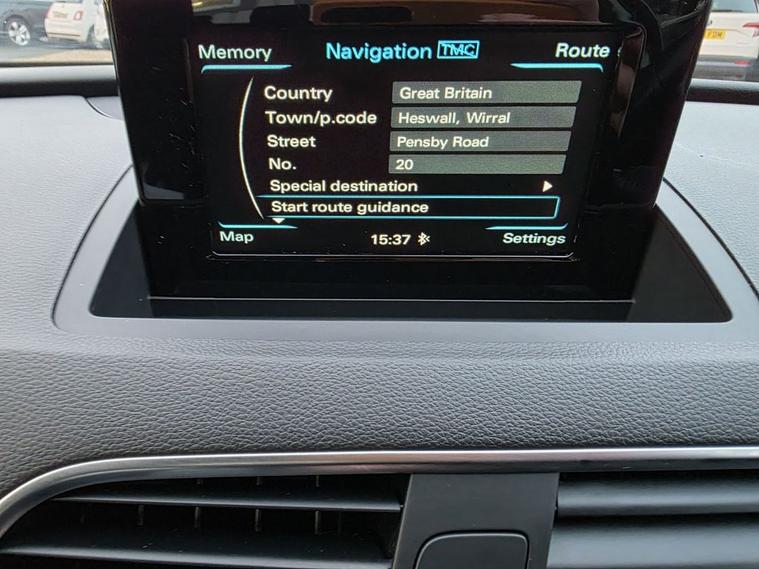 Memory Navigation TMC Route
Country Great Britain
Town/p.code Heswall, Wirral
Street Pensby Road
No. 20
Special destination
Start route guidance
Map 15:37 Settings